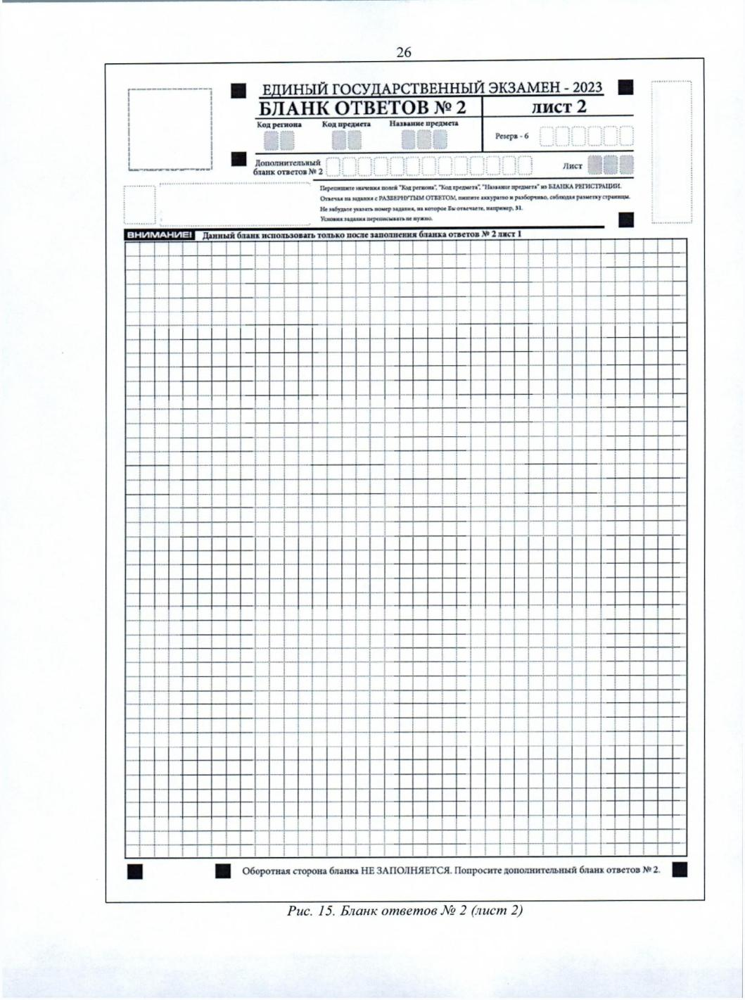 26
ЕДИНЫЙ ГОСУДАРСТВЕННЫЙ ЭКЗАМЕН - 2023
БЛАНК ОТВЕТОВ № 2
лист 2
Код региона
Код предмета
Название предмета
Резерв - 6
Дополнительный
бланк ответов № 2
Лист
Перепишите значения полей "Код региона", "Код предмета", "Название предмета" из БЛАНКА РЕГИСТРАЦИИ.
Отвечая на задания с РАЗВЕРНУТЫМ ОТВЕТОМ, пишите аккуратно и разборчиво, соблюдая разметку страницы.
Не забудьте указать номер задания, на которое Вы отвечаете, например, 31.
Условия задания переписывать не нужно.
ВНИМАНИЕ! Данный бланк использовать только после заполнения бланка ответов № 2 лист 1
Оборотная сторона бланка НЕ ЗАПОЛНЯЕТСЯ. Попросите дополнительный бланк ответов № 2.
Рис. 15. Бланк ответов № 2 (лист 2)